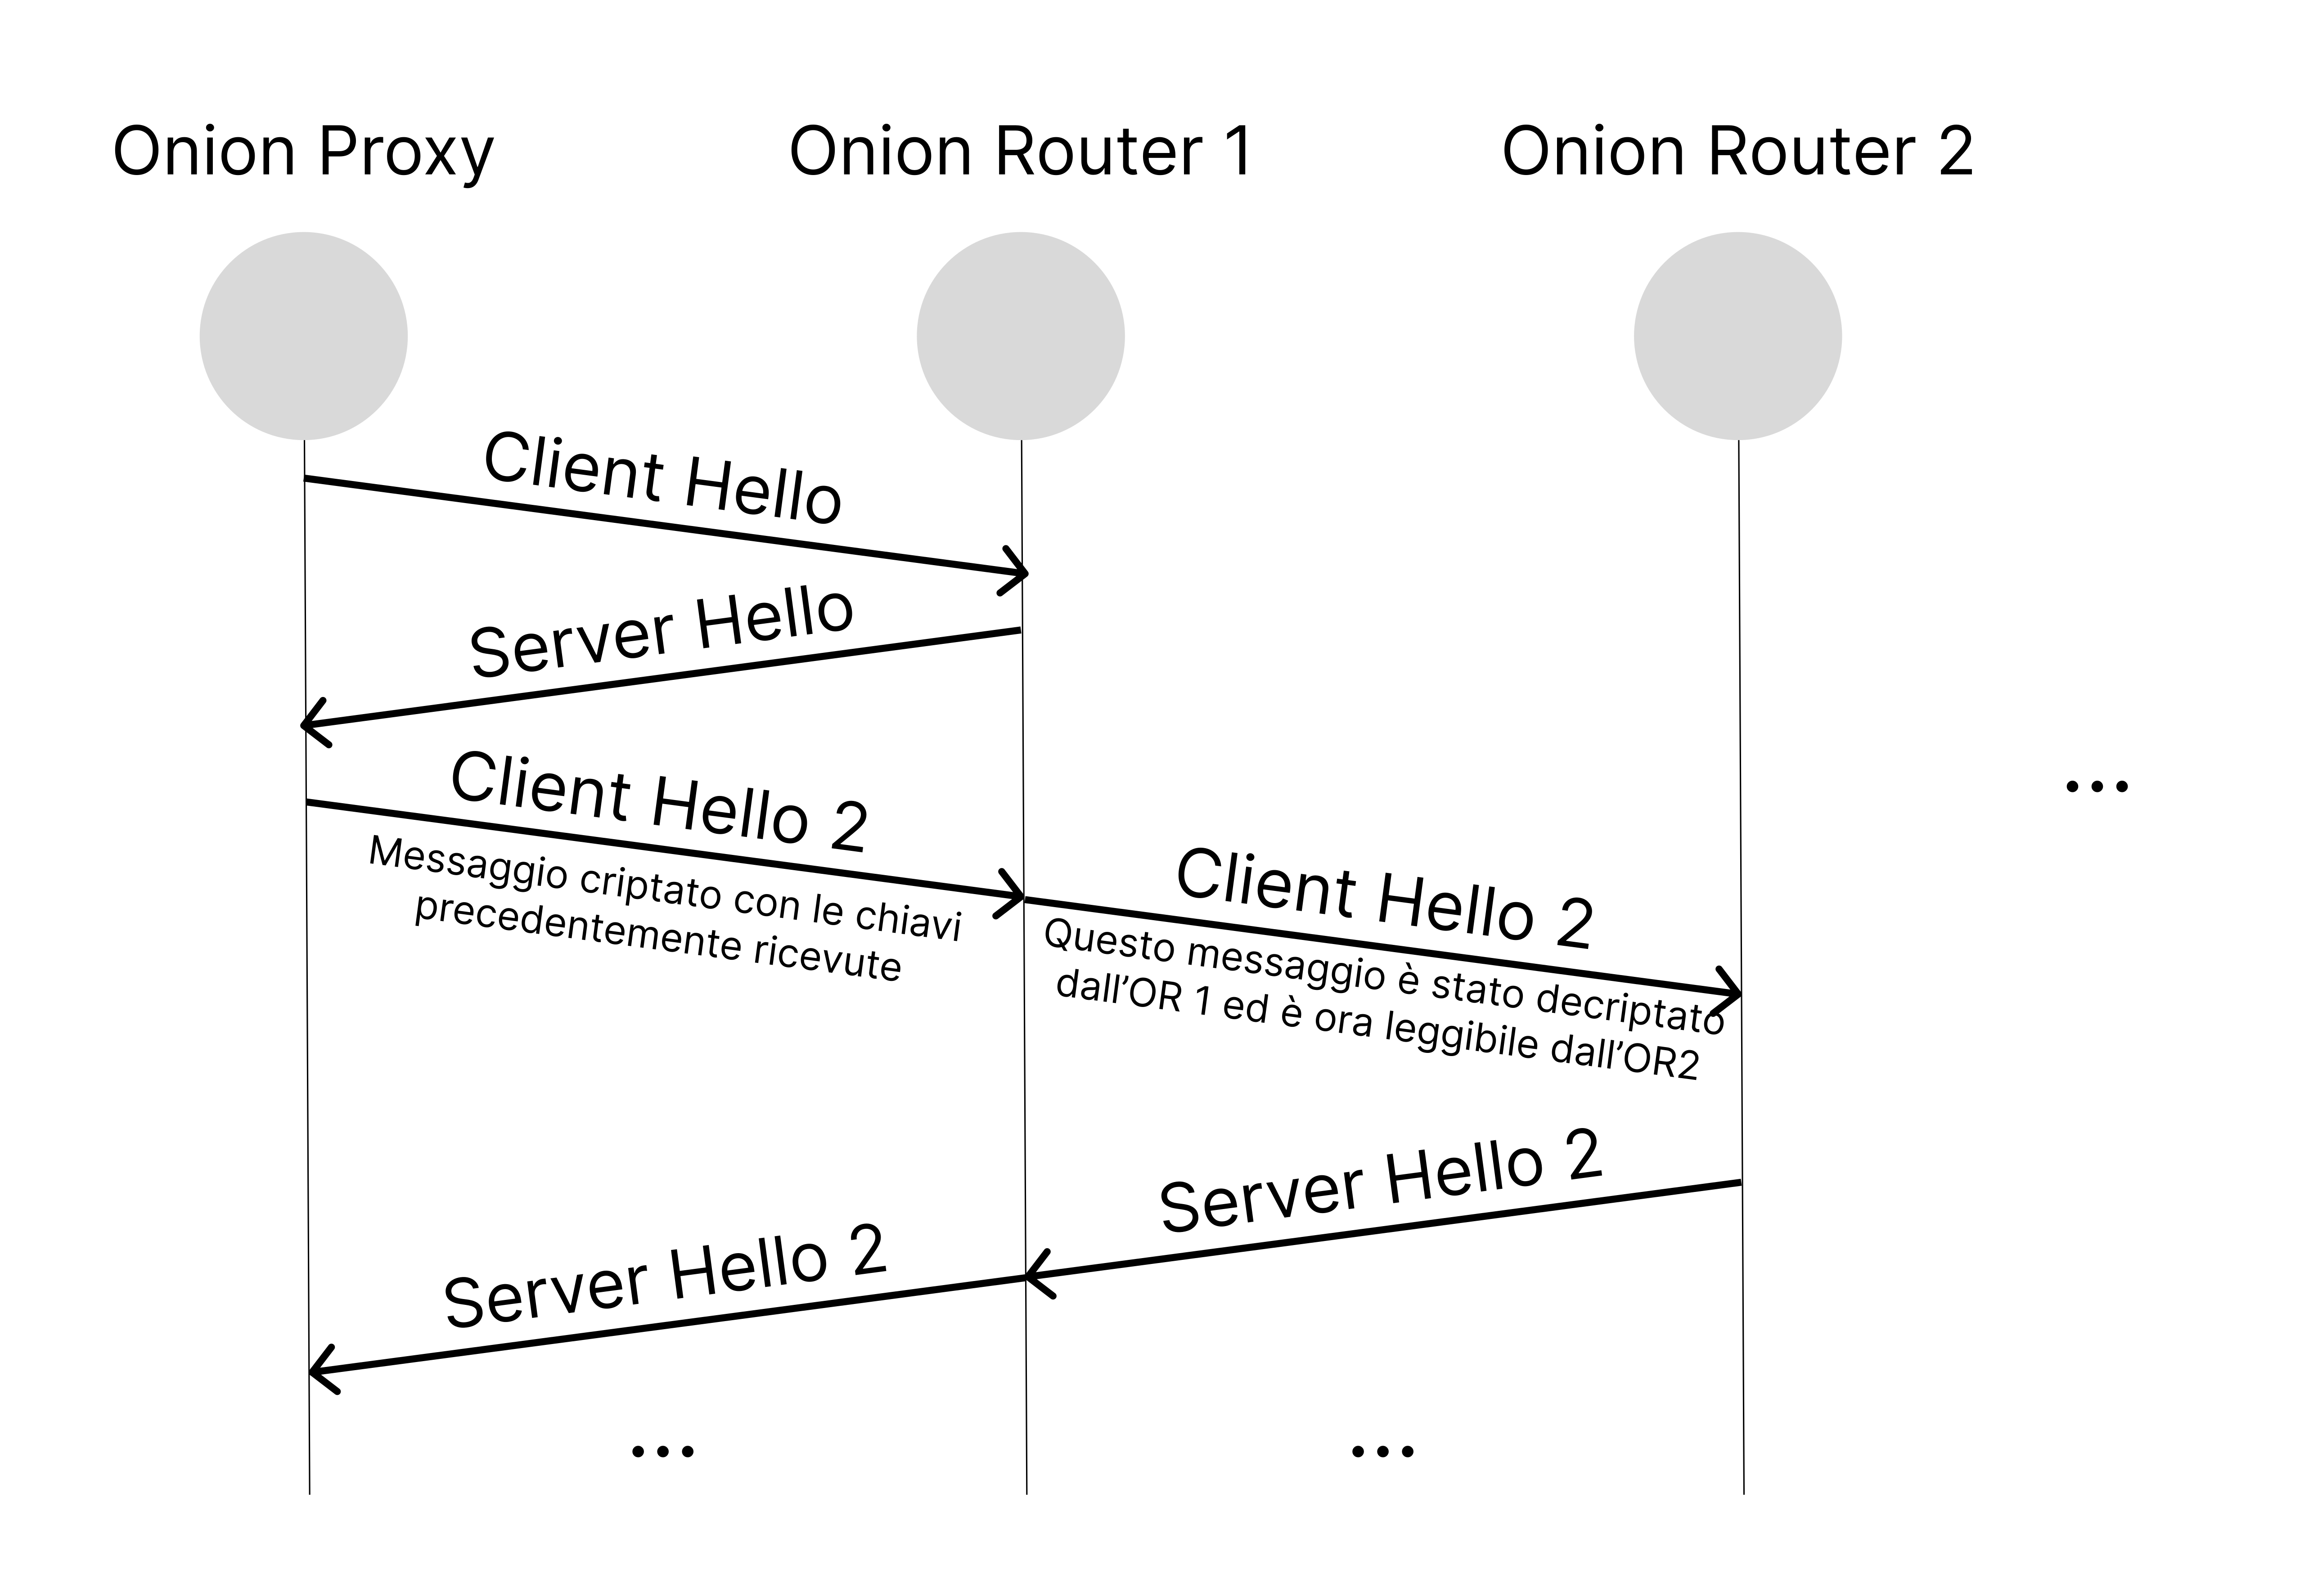 Onion Proxy
Onion Router 1
Onion Router 2
Client Hello
Server Hello
Client Hello 2
Messaggio criptato con le chiavi
precedentemente ricevute
Client Hello 2
Questo messaggio è stato decriptato
dall’OR 1 ed è ora leggibile dall’OR2
...
Server Hello 2
Server Hello 2
...
...